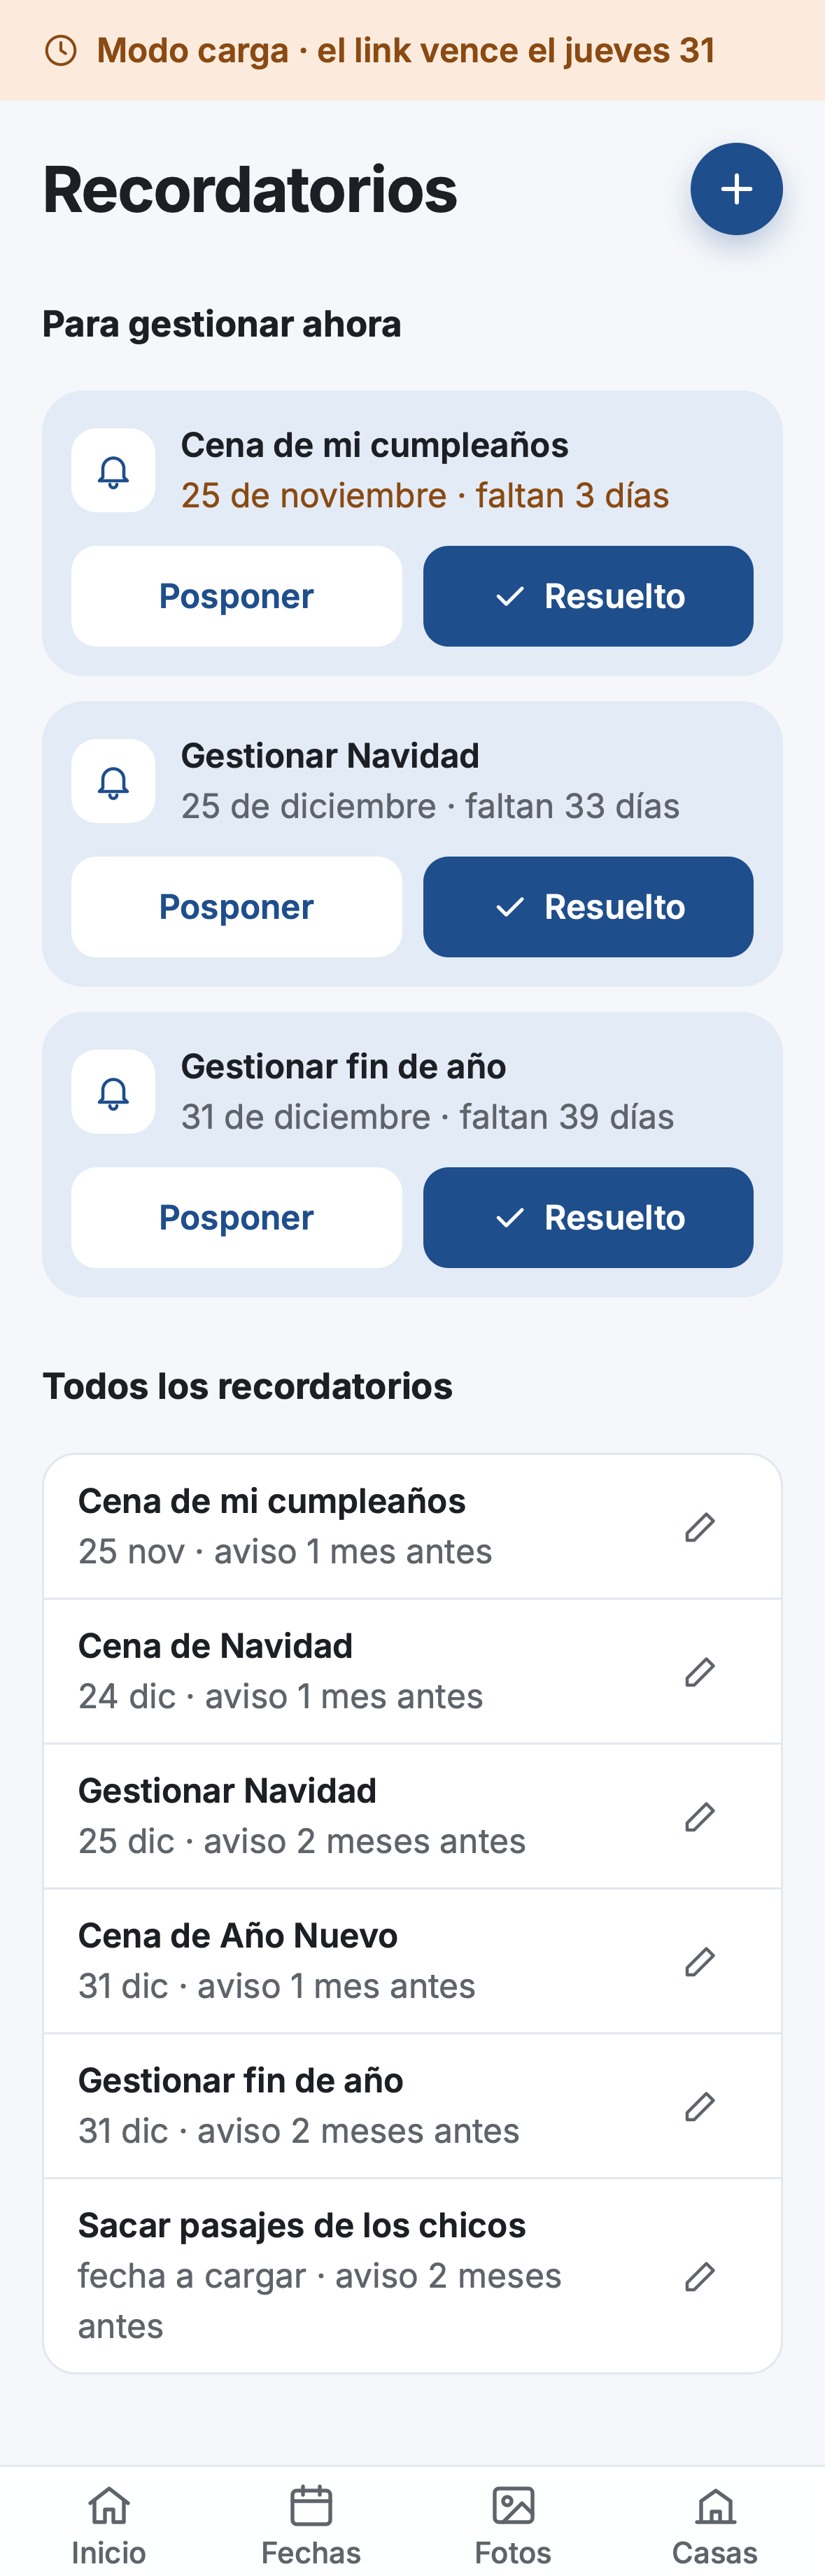 Modo carga · el link vence el jueves 31
Recordatorios
Para gestionar ahora
Cena de mi cumpleaños
25 de noviembre · faltan 3 días
Posponer
Resuelto
Gestionar Navidad
25 de diciembre · faltan 33 días
Posponer
Resuelto
Gestionar fin de año
31 de diciembre · faltan 39 días
Posponer
Resuelto
Todos los recordatorios
Cena de mi cumpleaños
25 nov · aviso 1 mes antes
Cena de Navidad
24 dic · aviso 1 mes antes
Gestionar Navidad
25 dic · aviso 2 meses antes
Cena de Año Nuevo
31 dic · aviso 1 mes antes
Gestionar fin de año
31 dic · aviso 2 meses antes
Sacar pasajes de los chicos
fecha a cargar · aviso 2 meses
antes
Inicio
Fechas
Fotos
Casas